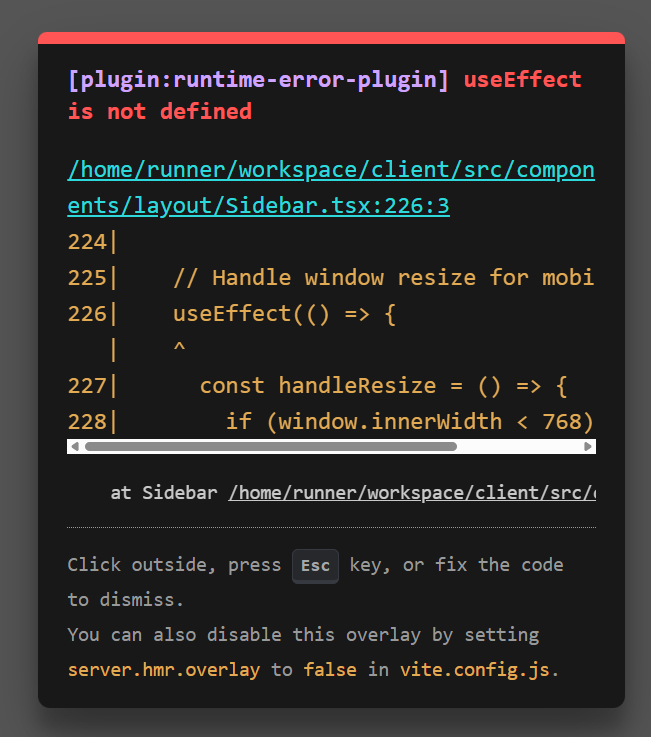 [plugin:runtime-error-plugin] useEffect
is not defined
/home/runner/workspace/client/src/compon
ents/layout/Sidebar.tsx:226:3
224|
225|    // Handle window resize for mobi
226|    useEffect(() => {
   |    ^
227|      const handleResize = () => {
228|        if (window.innerWidth < 768)
at Sidebar /home/runner/workspace/client/src/
Click outside, press Esc key, or fix the code
to dismiss.
You can also disable this overlay by setting
server.hmr.overlay to false in vite.config.js.